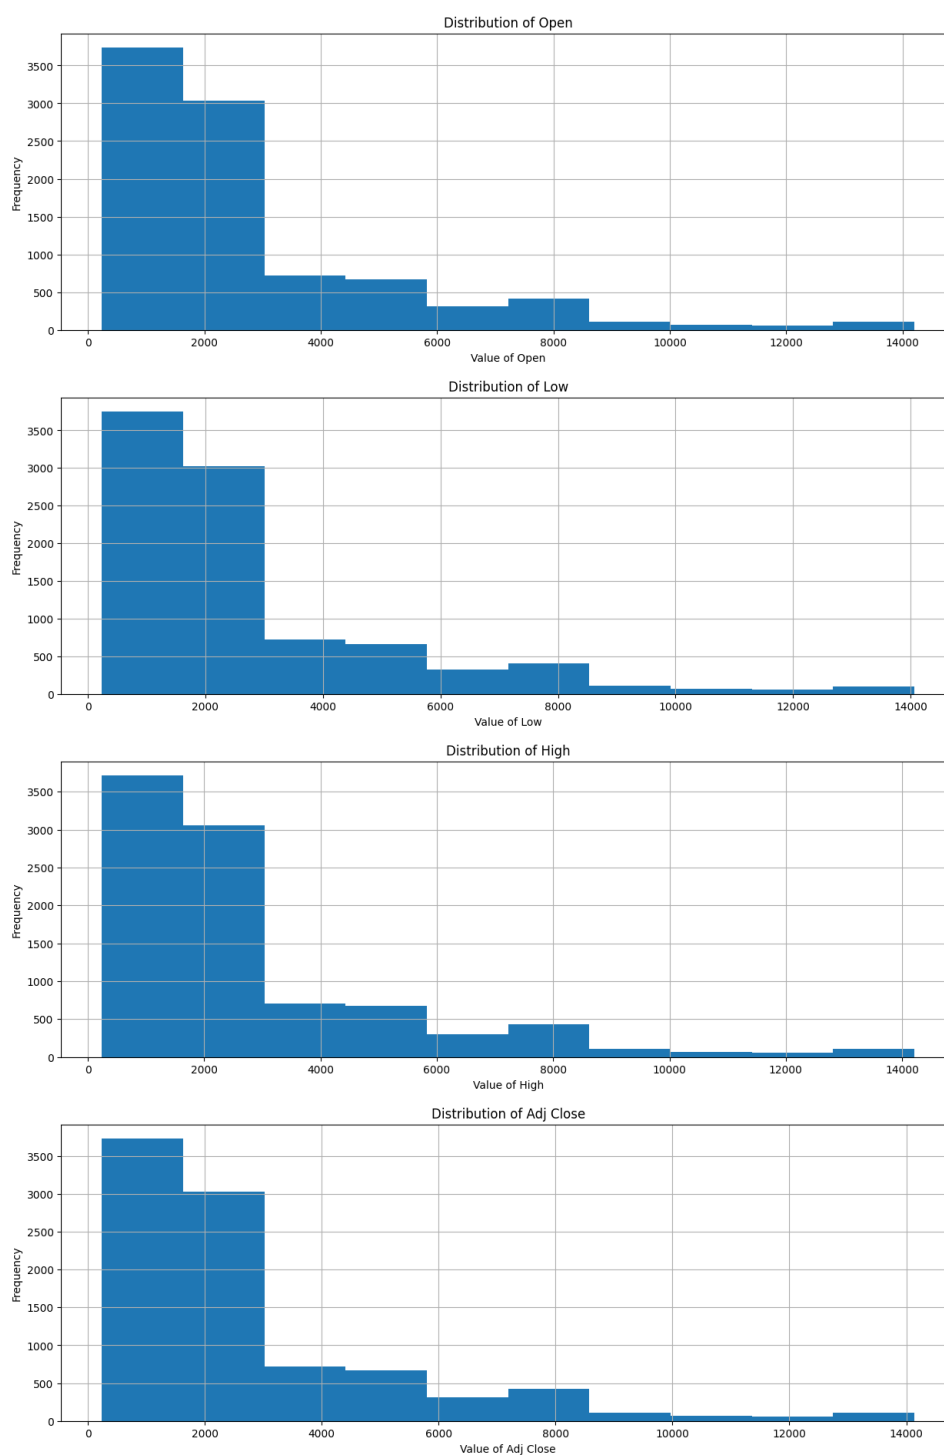 Distribution of Open
3500
3000
2500
2000
1500
1000
500
0
Frequency
0 2000 4000 6000 8000 10000 12000 14000
Value of Open
Distribution of Low
3500
3000
2500
2000
1500
1000
500
0
Frequency
0 2000 4000 6000 8000 10000 12000 14000
Value of Low
Distribution of High
3500
3000
2500
2000
1500
1000
500
0
Frequency
0 2000 4000 6000 8000 10000 12000 14000
Value of High
Distribution of Adj Close
3500
3000
2500
2000
1500
1000
500
0
Frequency
0 2000 4000 6000 8000 10000 12000 14000
Value of Adj Close